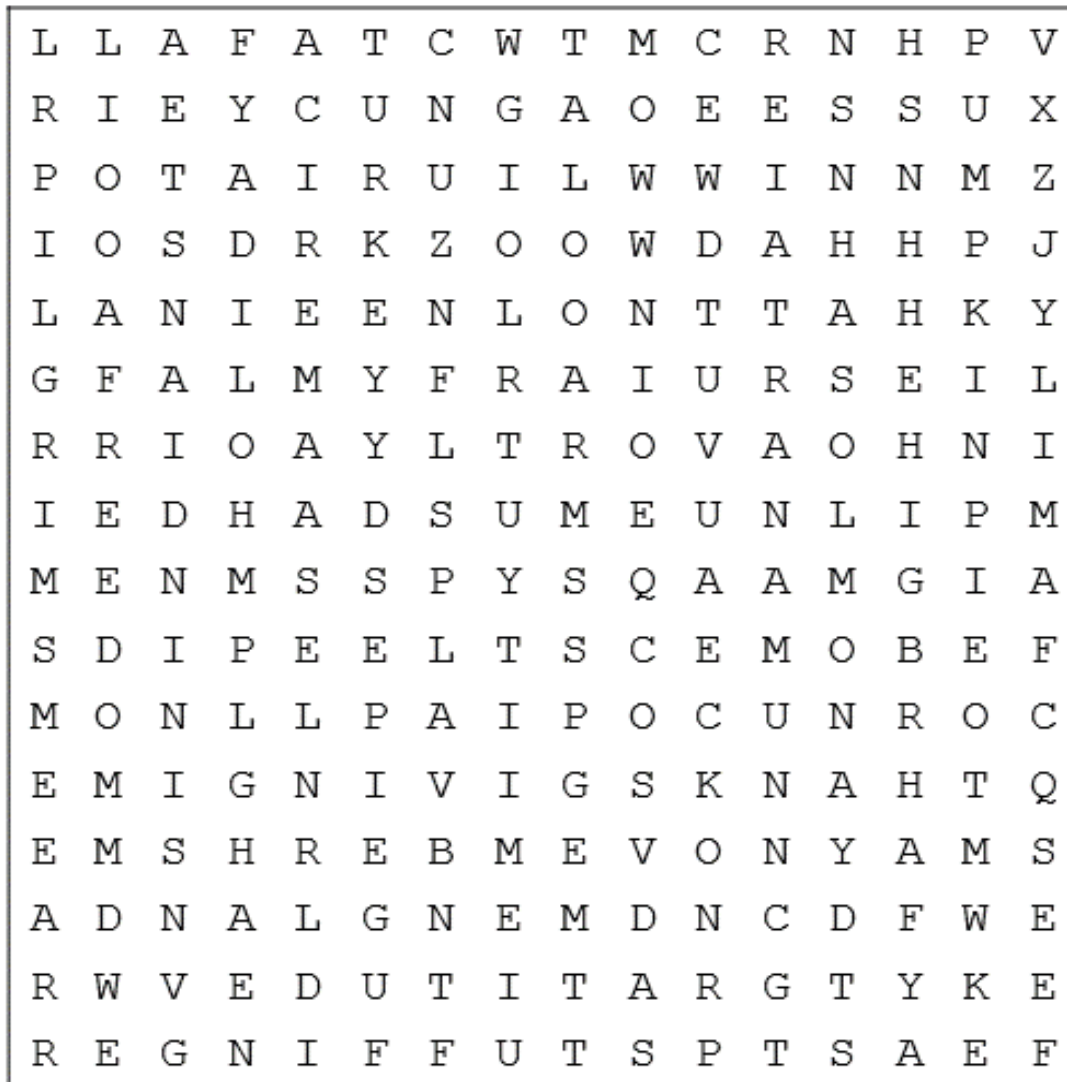 L L A F A T C W T M C R N H P V
R I E Y C U N G A O E E S S U X
P O T A I R U I L W W I N N M Z
I O S D R K Z O O W D A H H P J
L A N I E E N L O N T T A H K Y
G F A L M Y F R A I U R S E I L
R R I O A Y L T R O V A O H N I
I E D H A D S U M E U N L I P M
M E N M S S P Y S Q A A M G I A
S D I P E E L T S C E M O B E F
M O N L L P A I P O C U N R O C
E M I G N I V I G S K N A H T Q
E M S H R E B M E V O N Y A M S
A D N A L G N E M D N C D F W E
R W V E D U T I T A R G T Y K E
R E G N I F F U T S P T S A E F